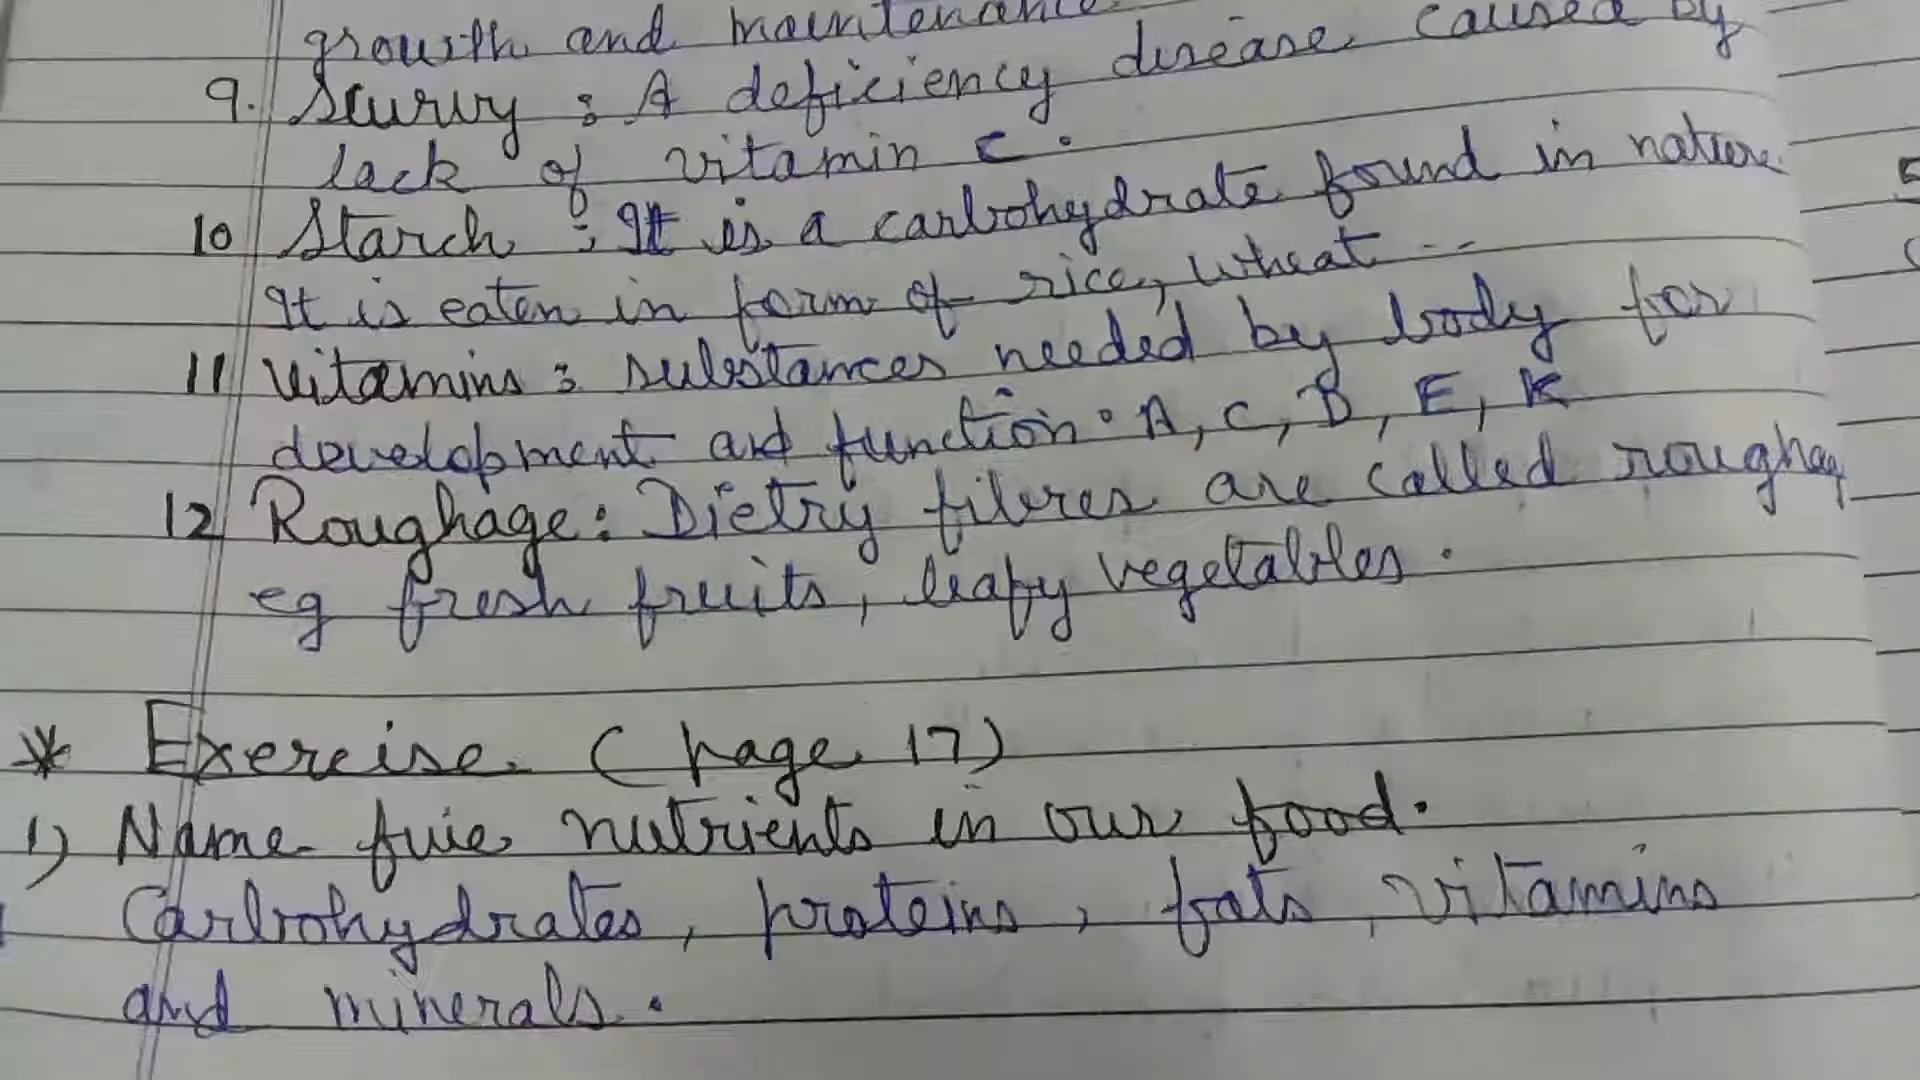 growth and maintenance
9. Scurvy : A deficiency disease caused by
lack of vitamin C.
10 Starch : It is a carbohydrate found in nature.
It is eaten in form of rice, wheat --
11 Vitamins : substances needed by body for
development and function. A, C, B, E, K
12 Roughage : Dietry fibres are called roughag
eg fresh fruits, leafy vegetables.
* Exercise (page 17)
1) Name five nutrients in our food.
Carbohydrates, proteins, fats, vitamins
and minerals.